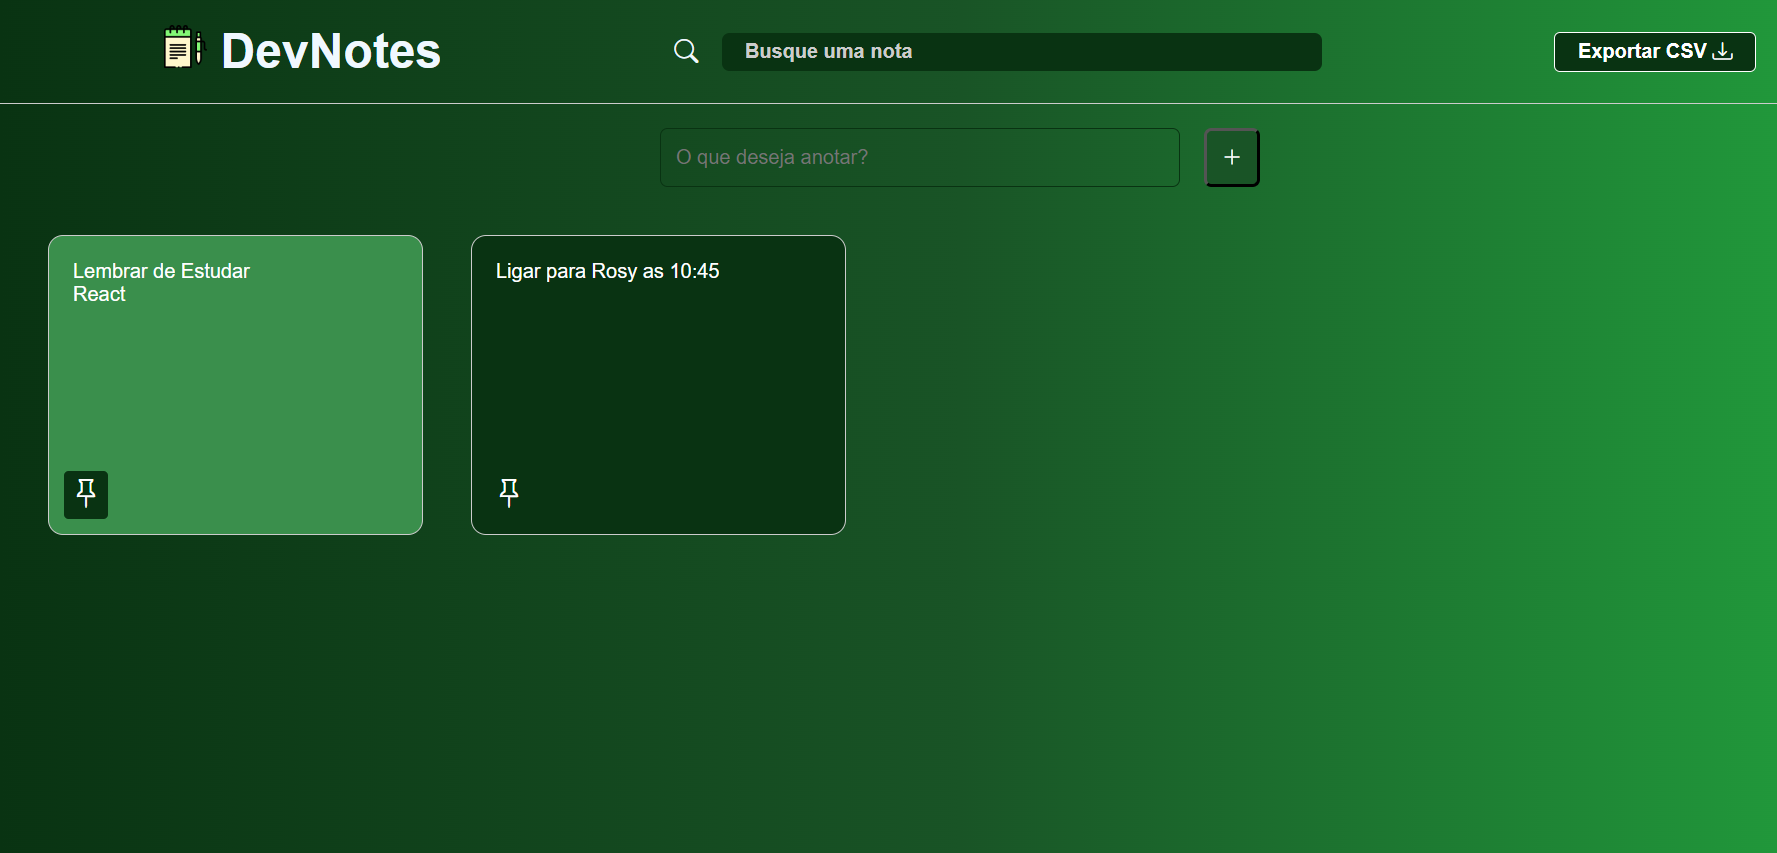 DevNotes
Busque uma nota
Exportar CSV
O que deseja anotar?
+
Lembrar de Estudar
React
Ligar para Rosy as 10:45